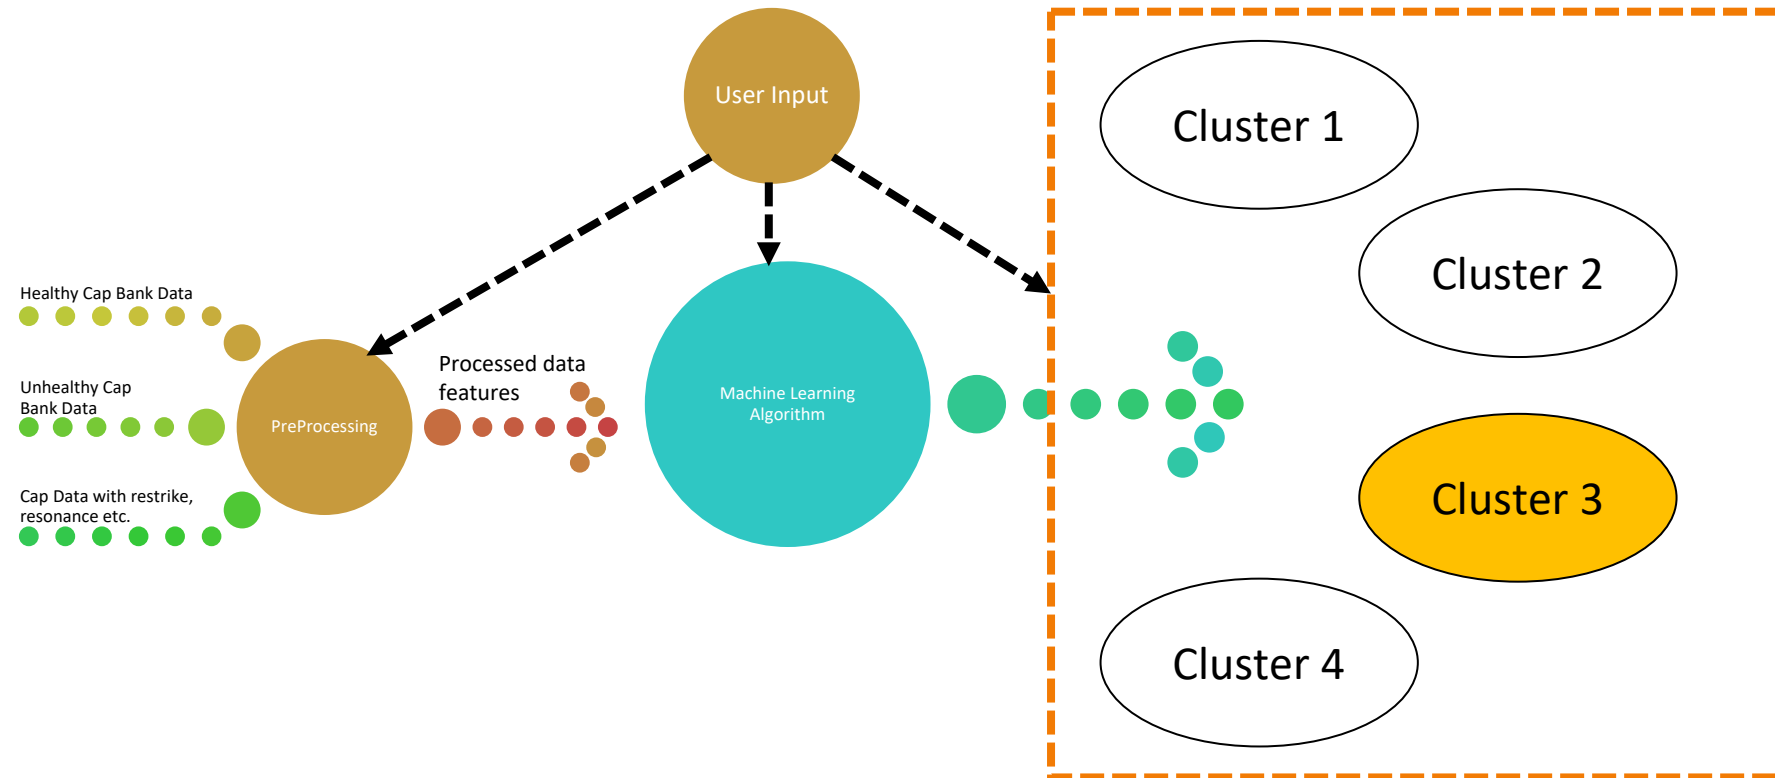 User Input
Healthy Cap Bank Data
Unhealthy Cap
Bank Data
Cap Data with restrike,
resonance etc.
PreProcessing
Processed data
features
Machine Learning
Algorithm
Cluster 1
Cluster 2
Cluster 3
Cluster 4